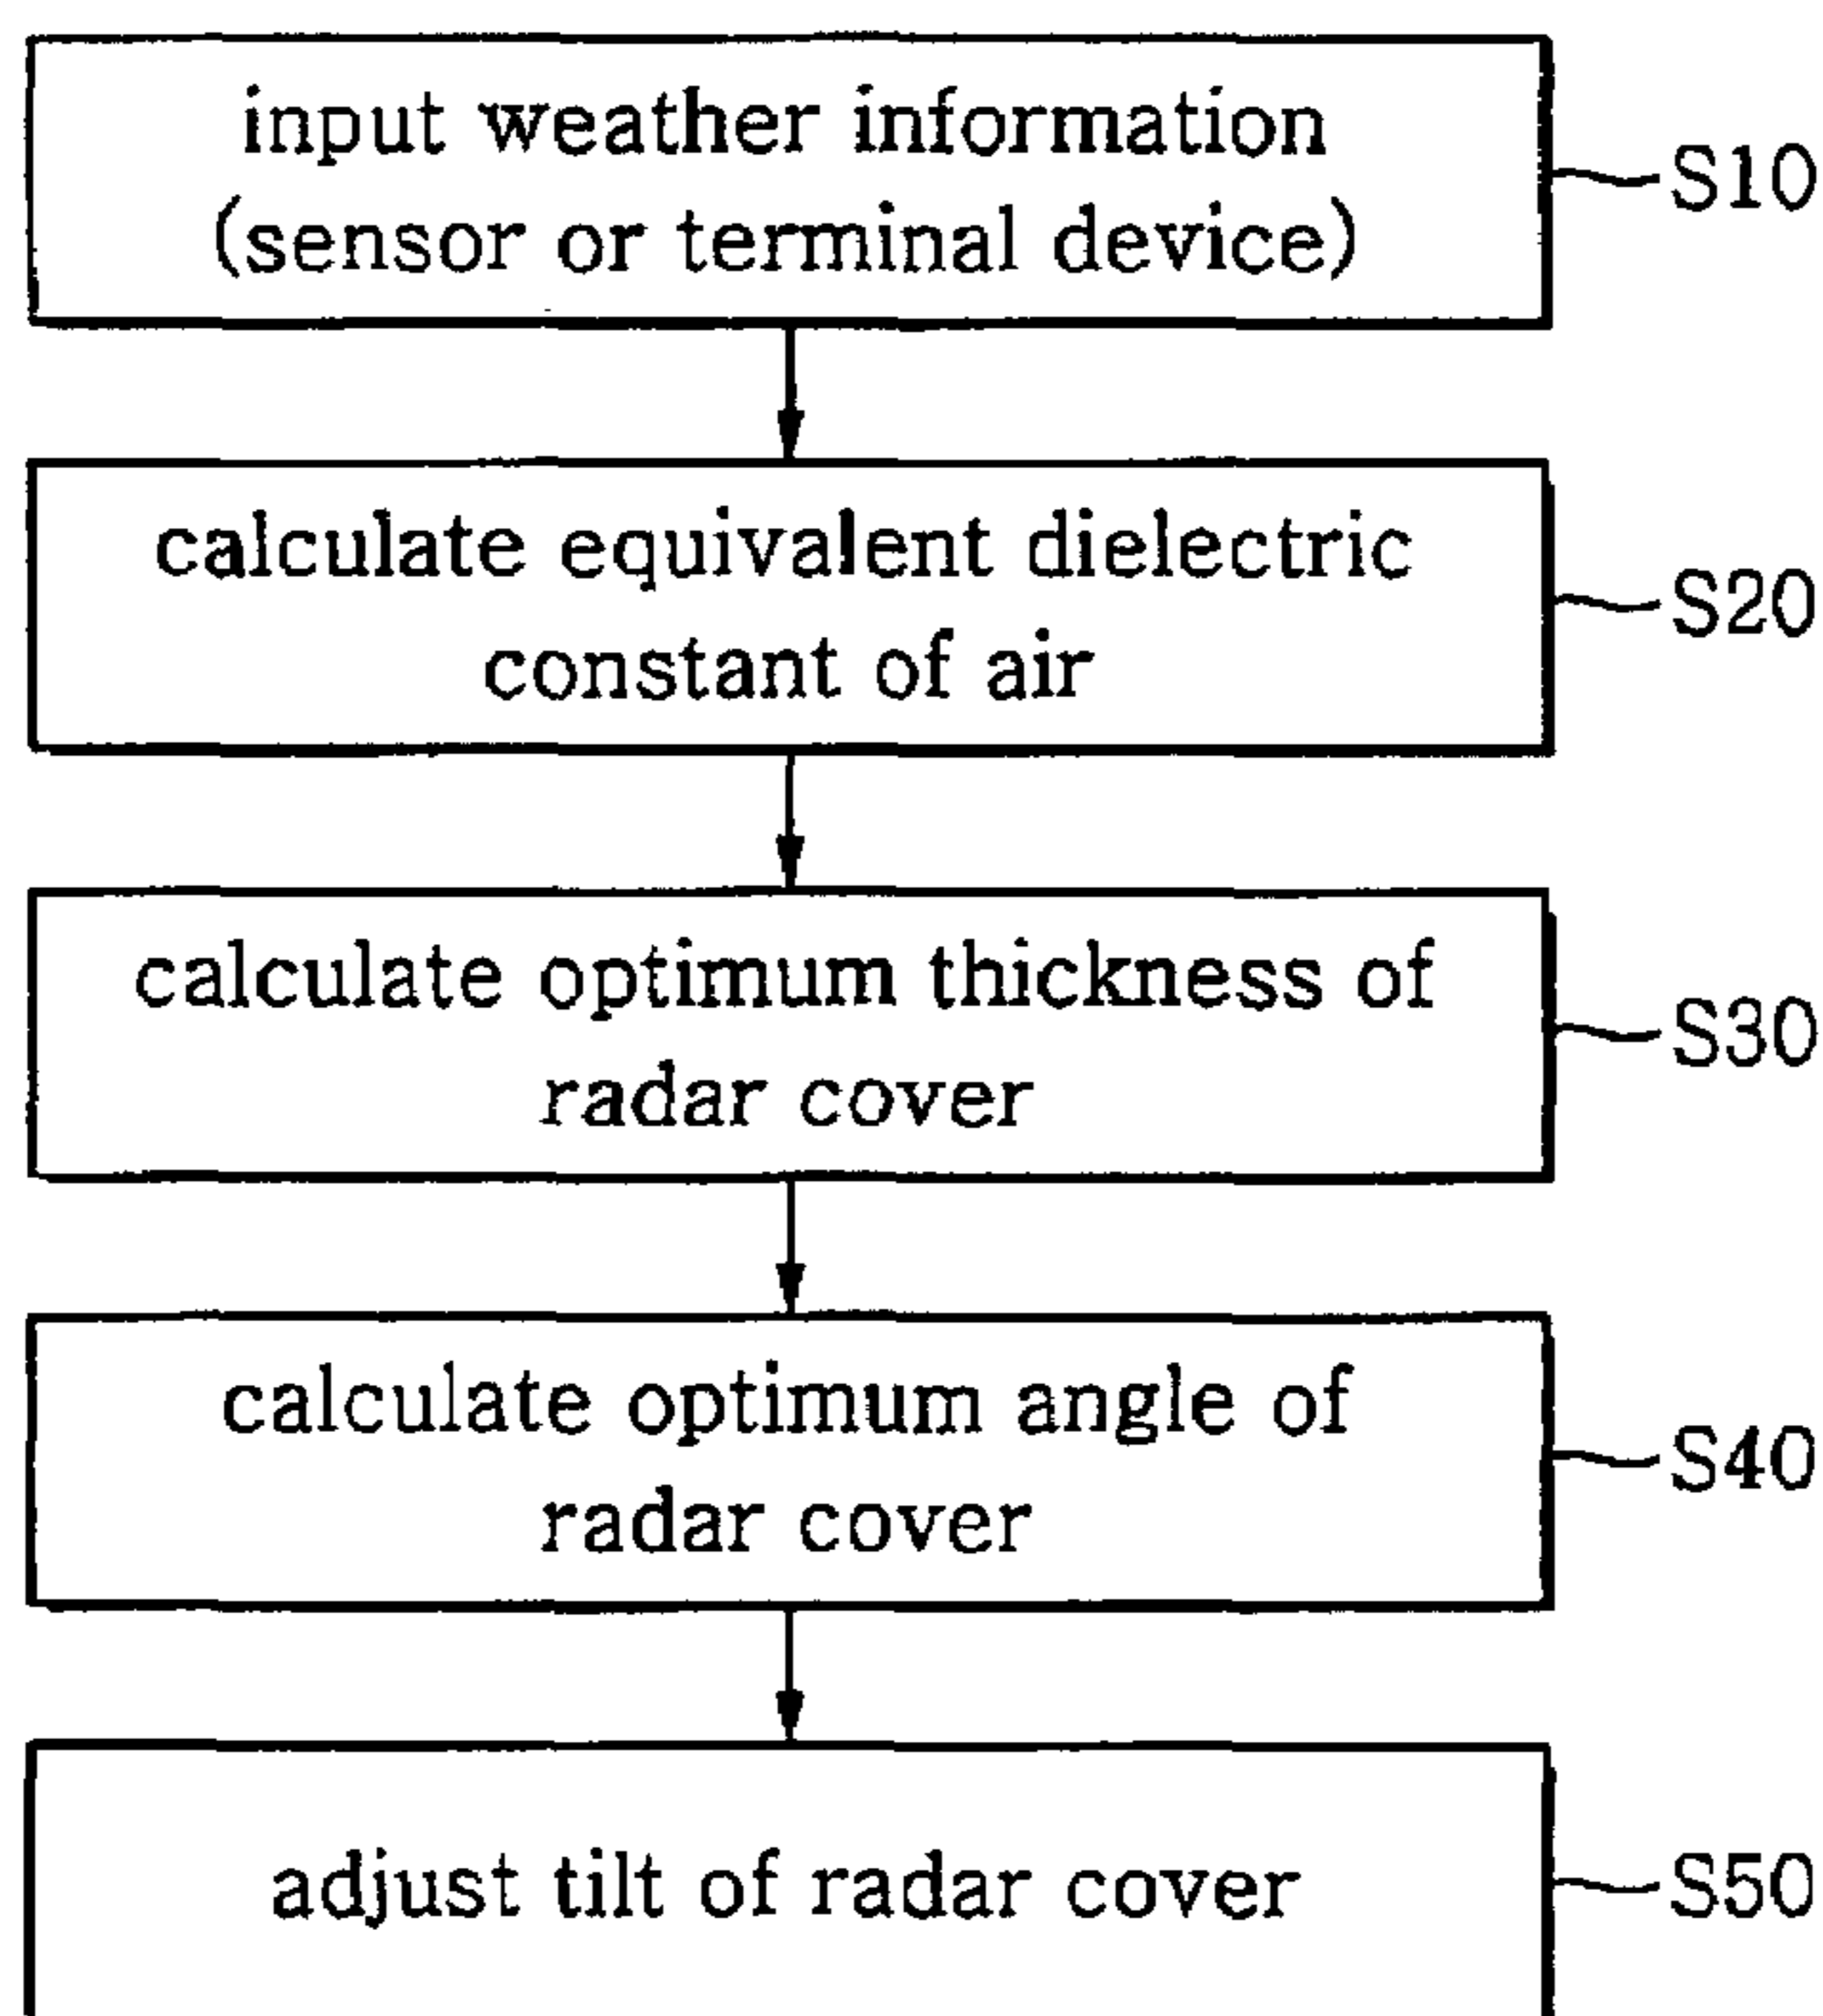 input weather information
(sensor or terminal device)
S10
calculate equivalent dielectric
constant of air
S20
calculate optimum thickness of
radar cover
S30
calculate optimum angle of
radar cover
S40
adjust tilt of radar cover
S50